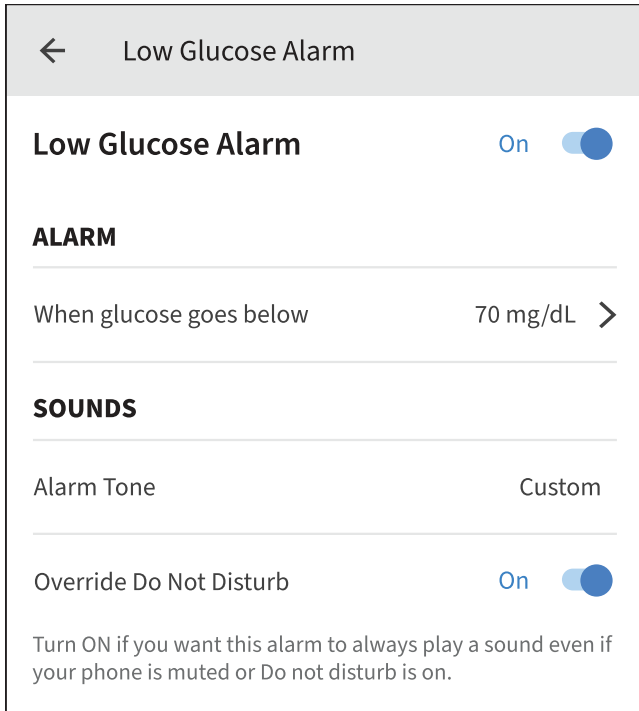 Low Glucose Alarm
Low Glucose Alarm On
ALARM
When glucose goes below 70 mg/dL
SOUNDS
Alarm Tone Custom
Override Do Not Disturb On
Turn ON if you want this alarm to always play a sound even if
your phone is muted or Do not disturb is on.